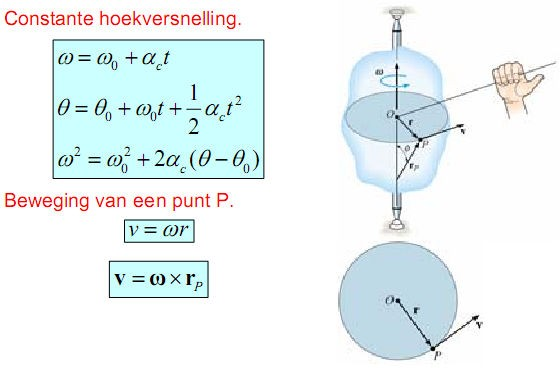 Constante hoekversnelling.
ω = ω₀ + α_c t
θ = θ₀ + ω₀t + 1/2 α_c t²
ω² = ω₀² + 2α_c(θ − θ₀)
Beweging van een punt P.
v = ωr
v = ω × r_P
ω
O
r
P
v
ϕ
r_P
O
r
P
v